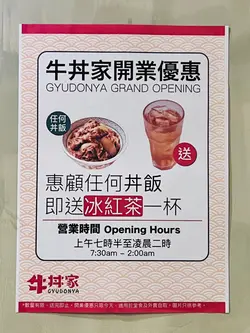 牛丼家開業優惠
GYUDONYA GRAND OPENING
任何
丼飯
送
惠顧任何丼飯
即送冰紅茶一杯
營業時間 Opening Hours
上午七時半至凌晨二時
7:30am - 2:00am
牛丼家
GYUDONYA